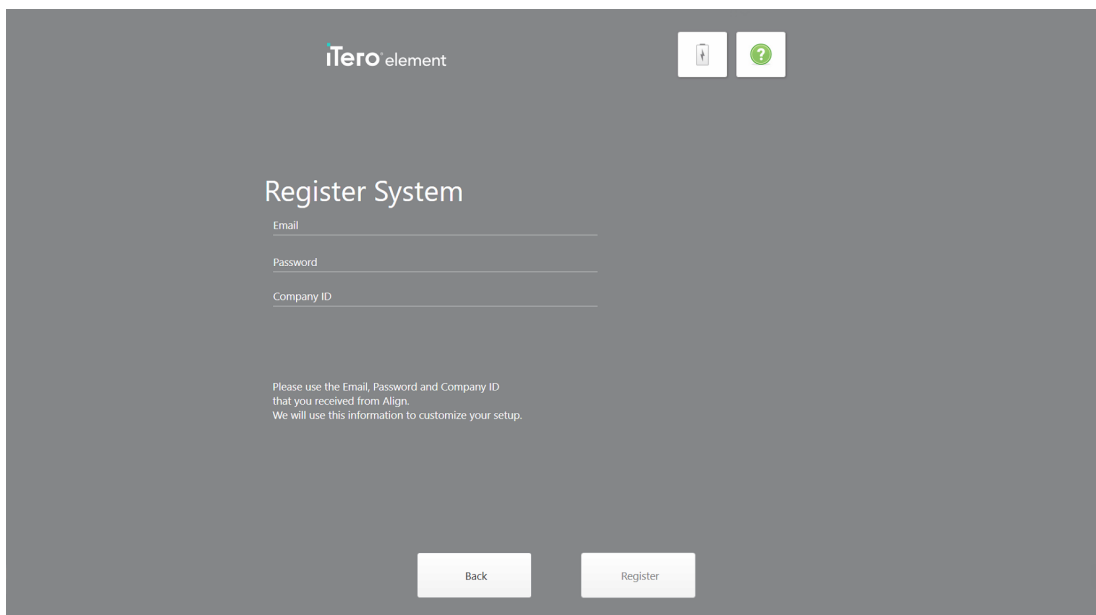 iTero element
?
Register System
Email
Password
Company ID
Please use the Email, Password and Company ID
that you received from Align.
We will use this information to customize your setup.
Back
Register